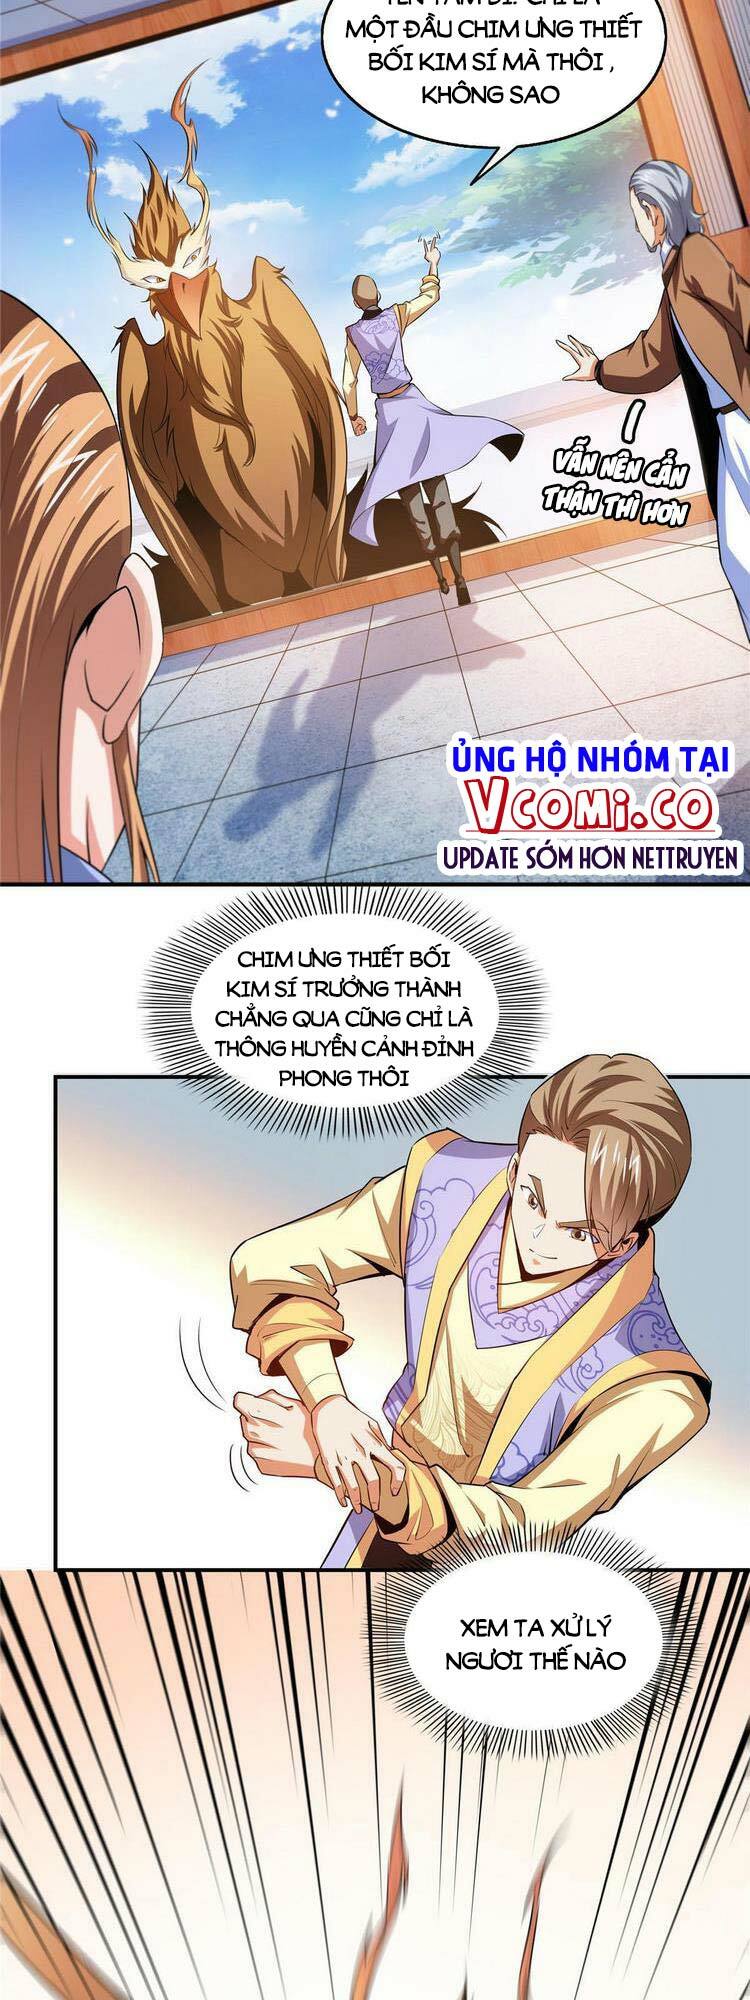 MỘT ĐẦU CHIM ƯNG THIẾT
BỐI KIM SÍ MÀ THÔI ,
KHÔNG SAO
VẪN NÊN CẨN
THẬN THÌ HƠN
ỦNG HỘ NHÓM TẠI
VCOMI.CO
UPDATE SỚM HƠN NETTRUYEN
CHIM ƯNG THIẾT BỐI
KIM SÍ TRƯỞNG THÀNH
CHẲNG QUA CŨNG CHỈ LÀ
THÔNG HUYỀN CẢNH ĐỈNH
PHONG THÔI
XEM TA XỬ LÝ
NGƯƠI THẾ NÀO